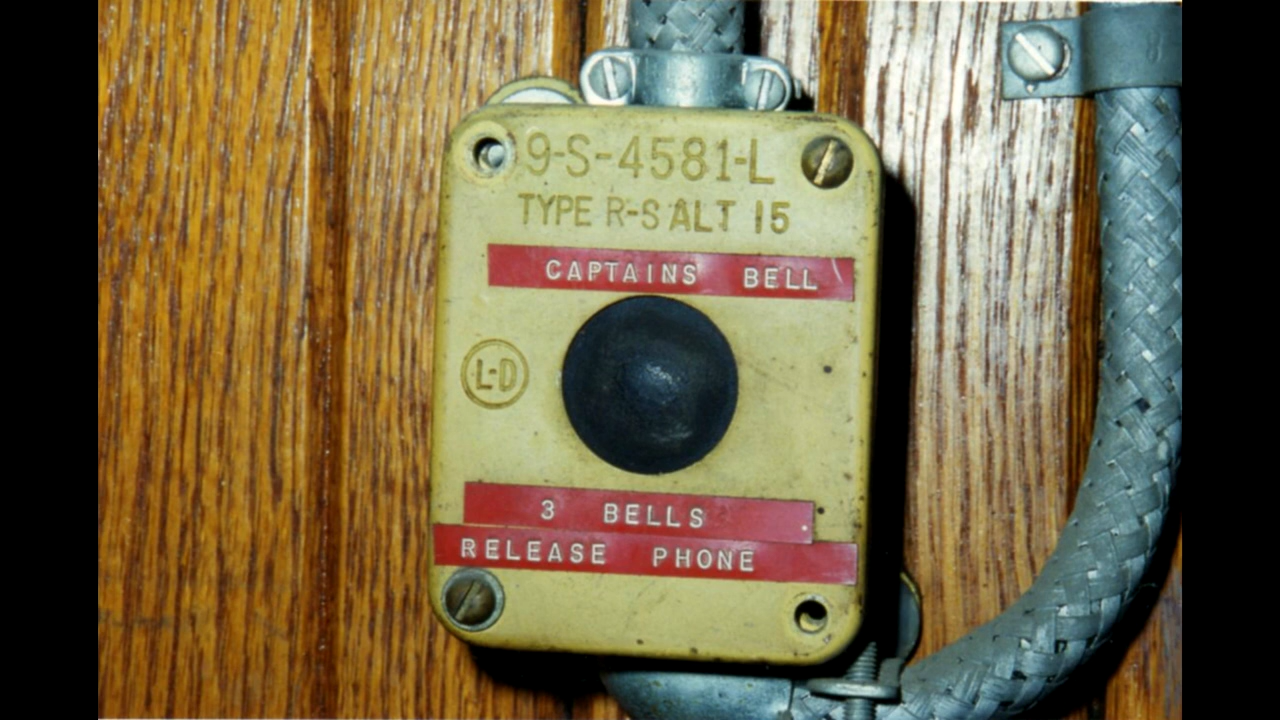 9-S-4581-L
TYPE R-S ALT 15
CAPTAINS BELL
L-D
3 BELLS
RELEASE PHONE